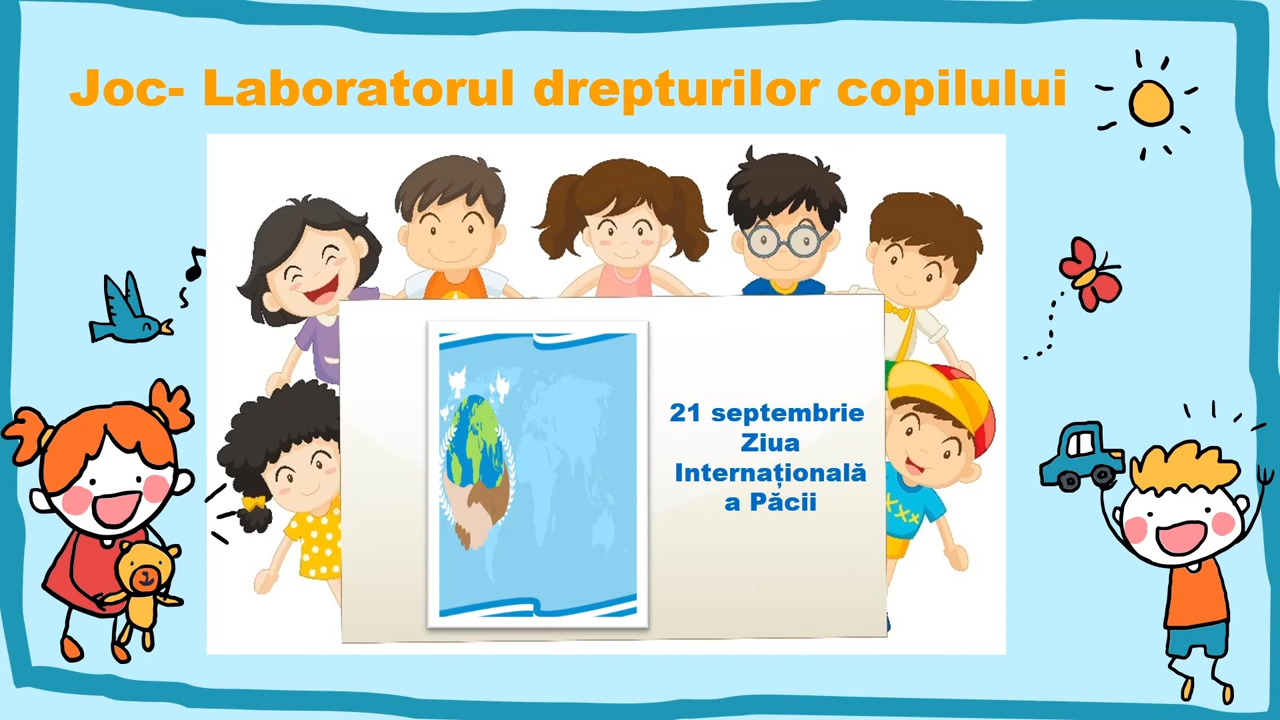 Joc- Laboratorul drepturilor copilului
21 septembrie
Ziua
Internațională
a Păcii